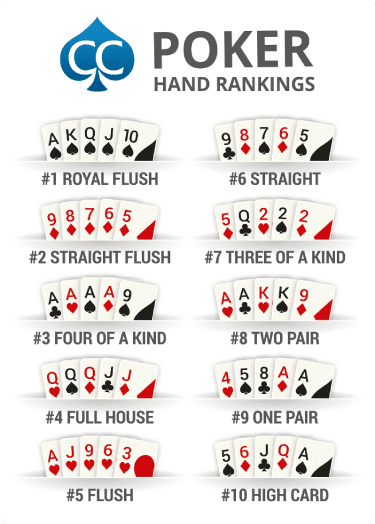 CC POKER
HAND RANKINGS
A K Q J 10
#1 ROYAL FLUSH
9 8 7 6 5
#6 STRAIGHT
9 8 7 6 5
#2 STRAIGHT FLUSH
5 Q 2 2 2
#7 THREE OF A KIND
A A A A 9
#3 FOUR OF A KIND
A A K K 9
#8 TWO PAIR
Q Q Q J J
#4 FULL HOUSE
4 5 8 A A
#9 ONE PAIR
A J 9 6 3
#5 FLUSH
5 6 J Q A
#10 HIGH CARD